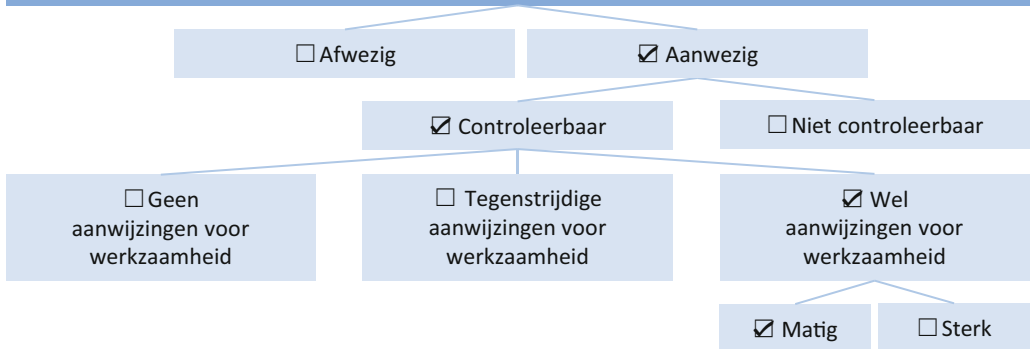 ☐ Afwezig
☑ Aanwezig
☑ Controleerbaar
☐ Niet controleerbaar
☐ Geen
aanwijzingen voor
werkzaamheid
☐ Tegenstrijdige
aanwijzingen voor
werkzaamheid
☑ Wel
aanwijzingen voor
werkzaamheid
☑ Matig
☐ Sterk